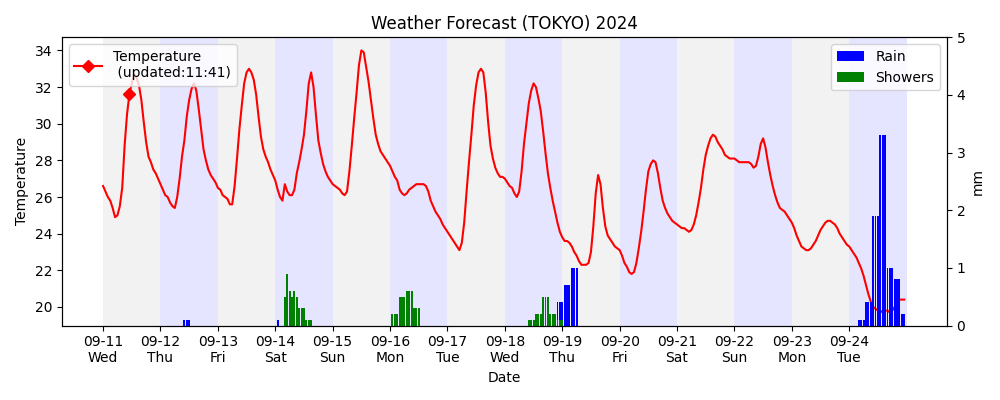 Weather Forecast (TOKYO) 2024
Temperature
(updated:11:41)
Rain
Showers
Temperature
34
32
30
28
26
24
22
20
5
4
3
2
1
0
mm
09-11 09-12 09-13 09-14 09-15 09-16 09-17 09-18 09-19 09-20 09-21 09-22 09-23 09-24
Wed Thu Fri Sat Sun Mon Tue Wed Thu Fri Sat Sun Mon Tue
Date